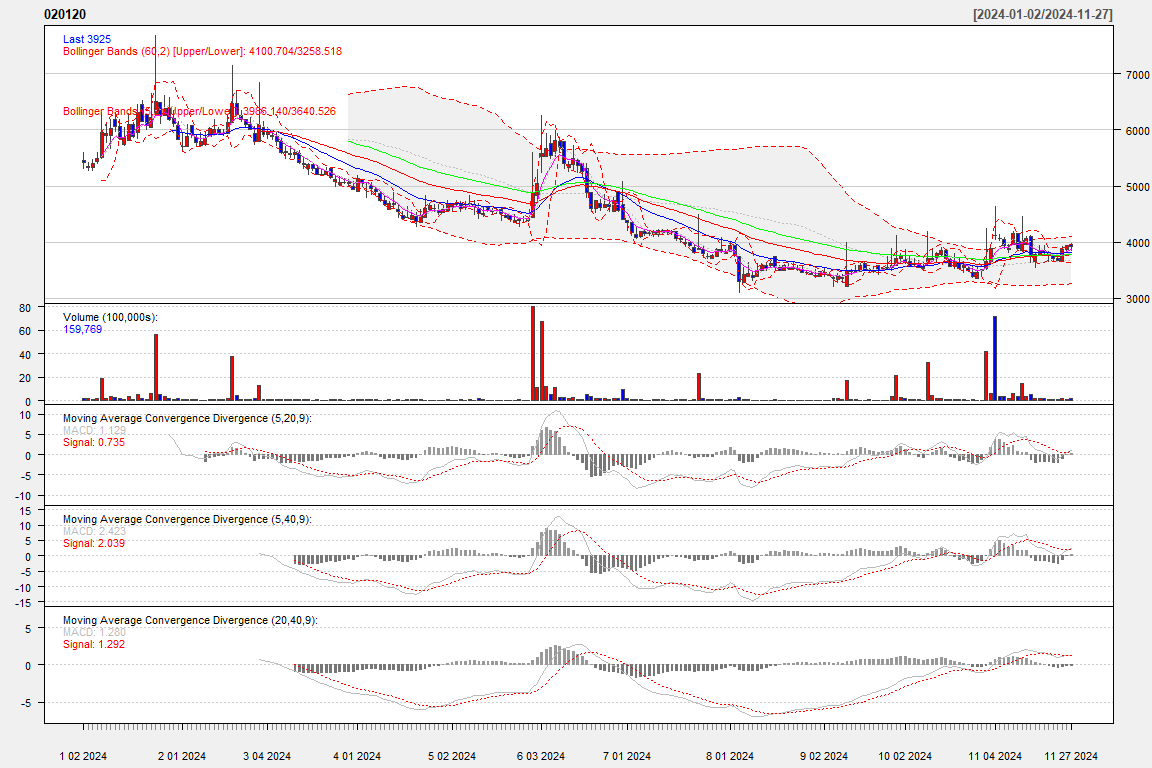 020120 [2024-01-02/2024-11-27]
Last 3925
Bollinger Bands (60,2) [Upper/Lower]: 4100.704/3258.518
Bollinger Bands [Upper/Lower]: 3986.140/3640.526
7000
6000
5000
4000
3000
Volume (100,000s):
159,769
80
60
40
20
0
Moving Average Convergence Divergence (5,20,9):
MACD: 1.129
Signal: 0.735
10
5
0
-5
-10
Moving Average Convergence Divergence (5,40,9):
MACD: 2.423
Signal: 2.039
15
10
5
0
-5
-10
-15
Moving Average Convergence Divergence (20,40,9):
MACD: 1.280
Signal: 1.292
5
0
-5
1 02 2024 2 01 2024 3 04 2024 4 01 2024 5 02 2024 6 03 2024 7 01 2024 8 01 2024 9 02 2024 10 02 2024 11 04 2024 11 27 2024